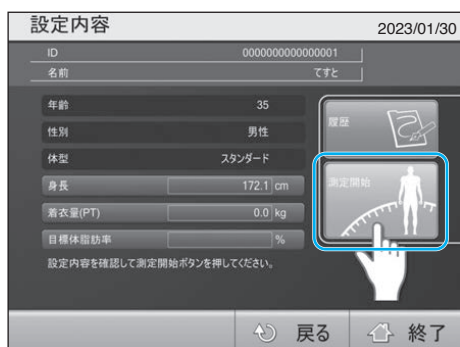 設定内容 2023/01/30
ID 0000000000000001
名前 てすと
年齢 35
性別 男性
体型 スタンダード
身長 172.1 cm
着衣量(PT) 0.0 kg
目標体脂肪率 %
履歴
測定開始
設定内容を確認して測定開始ボタンを押してください。
戻る 終了